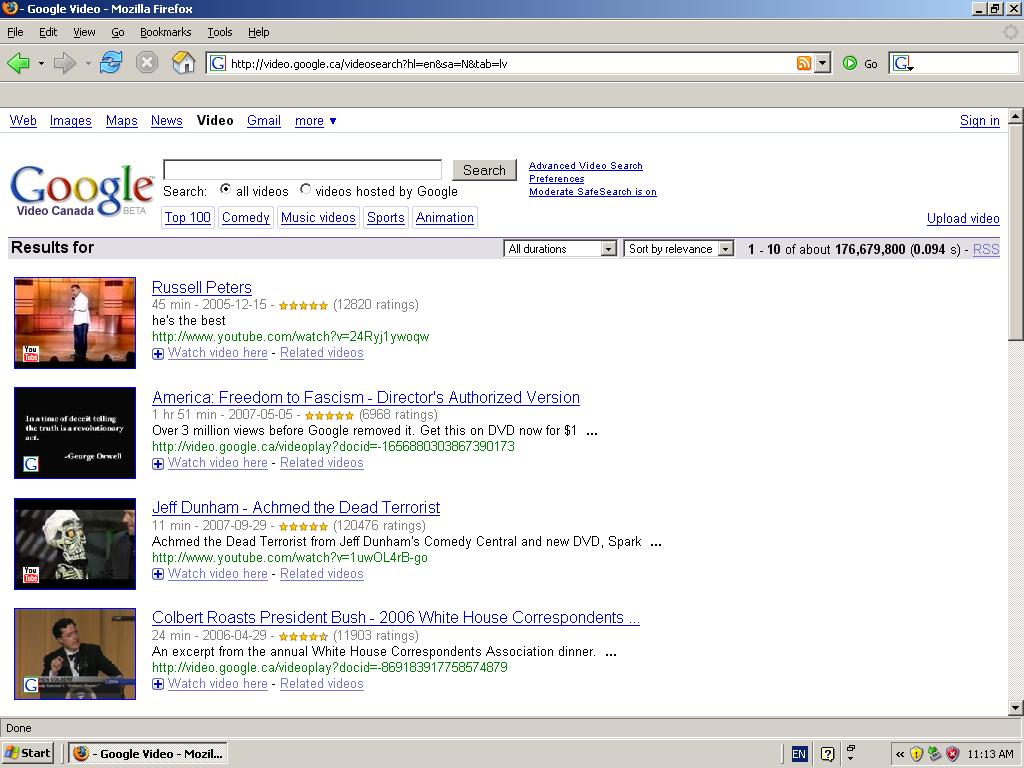 - Google Video - Mozilla Firefox
File Edit View Go Bookmarks Tools Help
http://video.google.ca/videosearch?hl=en&sa=N&tab=lv Go G
Web Images Maps News Video Gmail more ▼ Sign in
Google
Video Canada BETA
Search
Advanced Video Search
Preferences
Moderate SafeSearch is on
Search: all videos videos hosted by Google
Top 100 Comedy Music videos Sports Animation
Upload video
Results for All durations Sort by relevance 1 - 10 of about 176,679,800 (0.094 s) - RSS
You
Tube
Russell Peters
45 min - 2005-12-15 - (12820 ratings)
he's the best
http://www.youtube.com/watch?v=24Ryj1ywoqw
Watch video here - Related videos
In a time of deceit telling
the truth is a revolutionary
act.
-George Orwell
G
America: Freedom to Fascism - Director's Authorized Version
1 hr 51 min - 2007-05-05 - (6968 ratings)
Over 3 million views before Google removed it. Get this on DVD now for $1 ...
http://video.google.ca/videoplay?docid=-1656880303867390173
Watch video here - Related videos
You
Tube
Jeff Dunham - Achmed the Dead Terrorist
11 min - 2007-09-29 - (120476 ratings)
Achmed the Dead Terrorist from Jeff Dunham's Comedy Central and new DVD, Spark ...
http://www.youtube.com/watch?v=1uwOL4rB-go
Watch video here - Related videos
G
Colbert Roasts President Bush - 2006 White House Correspondents ...
24 min - 2006-04-29 - (11903 ratings)
An excerpt from the annual White House Correspondents Association dinner. ...
http://video.google.ca/videoplay?docid=-869183917758574879
Watch video here - Related videos
Done
Start - Google Video - Mozil... EN « 11:13 AM